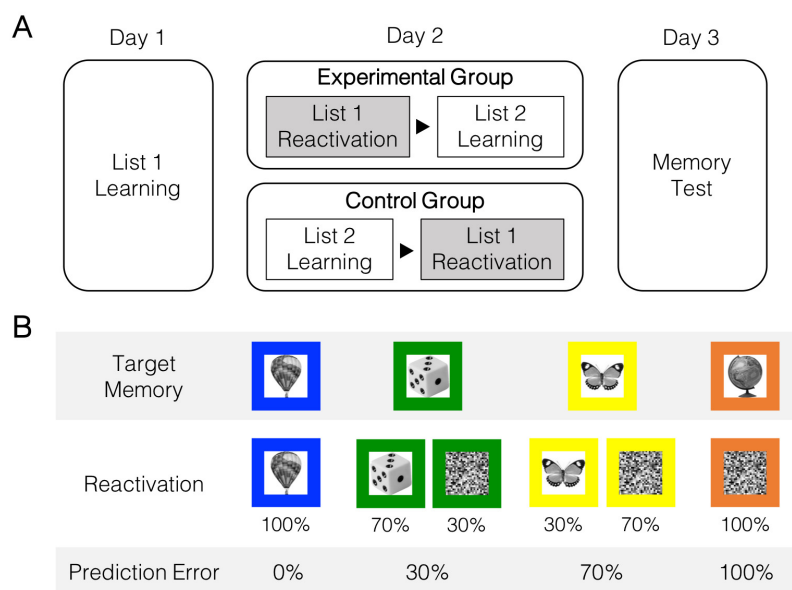 A
Day 1
Day 2
Day 3
List 1
Learning
Experimental Group
List 1
Reactivation
List 2
Learning
Control Group
List 2
Learning
List 1
Reactivation
Memory
Test
B
Target
Memory
Reactivation
100%
70%
30%
30%
70%
100%
Prediction Error
0%
30%
70%
100%